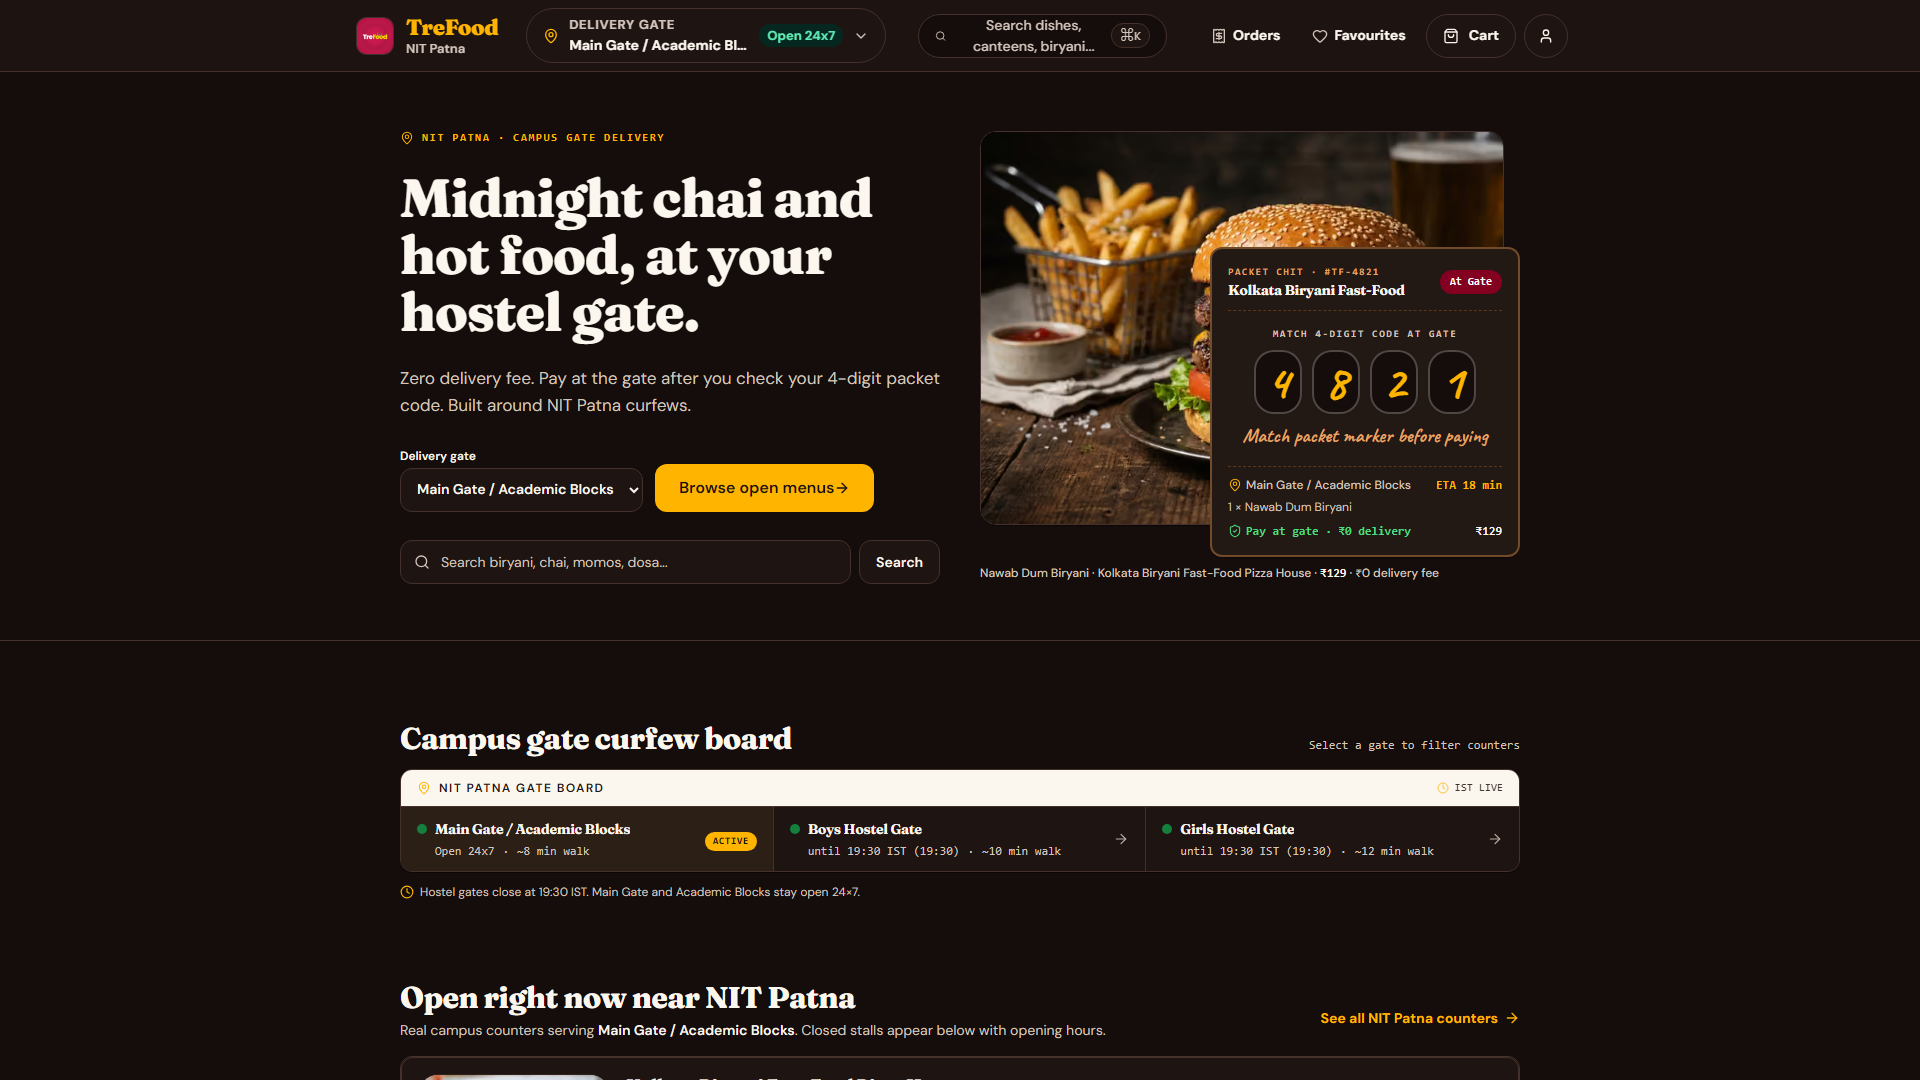 TreFood
TreFood
NIT Patna
DELIVERY GATE
Main Gate / Academic Bl...
Open 24x7
Search dishes,
canteens, biryani...
⌘K
Orders
Favourites
Cart
NIT PATNA · CAMPUS GATE DELIVERY
Midnight chai and
hot food, at your
hostel gate.
Zero delivery fee. Pay at the gate after you check your 4-digit packet
code. Built around NIT Patna curfews.
Delivery gate
Main Gate / Academic Blocks
Browse open menus→
Search biryani, chai, momos, dosa...
Search
PACKET CHIT · #TF-4821
Kolkata Biryani Fast-Food
At Gate
MATCH 4-DIGIT CODE AT GATE
4 8 2 1
Match packet marker before paying
Main Gate / Academic Blocks
ETA 18 min
1 × Nawab Dum Biryani
Pay at gate · ₹0 delivery
₹129
Nawab Dum Biryani · Kolkata Biryani Fast-Food Pizza House · ₹129 · ₹0 delivery fee
Campus gate curfew board
Select a gate to filter counters
NIT PATNA GATE BOARD
IST LIVE
Main Gate / Academic Blocks
Open 24x7 · ~8 min walk
ACTIVE
Boys Hostel Gate
until 19:30 IST (19:30) · ~10 min walk
Girls Hostel Gate
until 19:30 IST (19:30) · ~12 min walk
Hostel gates close at 19:30 IST. Main Gate and Academic Blocks stay open 24×7.
Open right now near NIT Patna
Real campus counters serving Main Gate / Academic Blocks. Closed stalls appear below with opening hours.
See all NIT Patna counters →